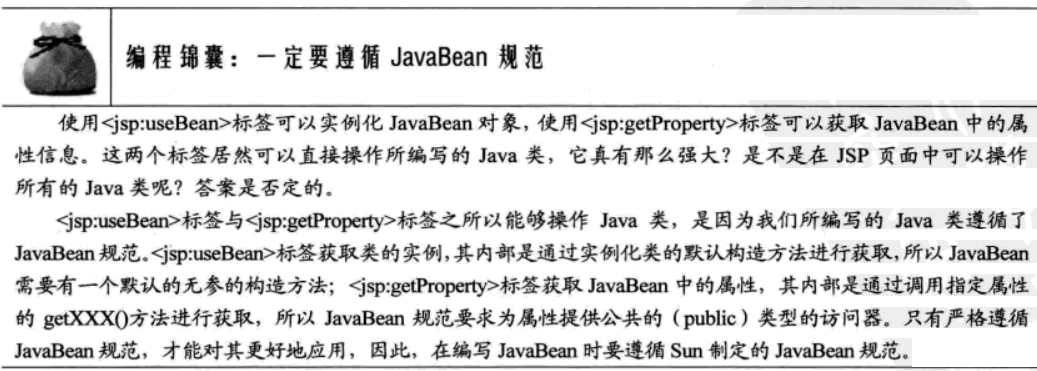 编程锦囊：一定要遵循 JavaBean 规范
使用<jsp:useBean>标签可以实例化 JavaBean 对象，使用<jsp:getProperty>标签可以获取 JavaBean 中的属
性信息。这两个标签居然可以直接操作所编写的 Java 类，它真有那么强大？是不是在 JSP 页面中可以操作
所有的 Java 类呢？答案是否定的。
<jsp:useBean>标签与<jsp:getProperty>标签之所以能够操作 Java 类，是因为我们所编写的 Java 类遵循了
JavaBean 规范。<jsp:useBean>标签获取类的实例，其内部是通过实例化类的默认构造方法进行获取，所以 JavaBean
需要有一个默认的无参的构造方法；<jsp:getProperty>标签获取 JavaBean 中的属性，其内部是通过调用指定属性
的 getXXX()方法进行获取，所以 JavaBean 规范要求为属性提供公共的（public）类型的访问器。只有严格遵循
JavaBean 规范，才能对其更好地应用，因此，在编写 JavaBean 时要遵循 Sun 制定的 JavaBean 规范。